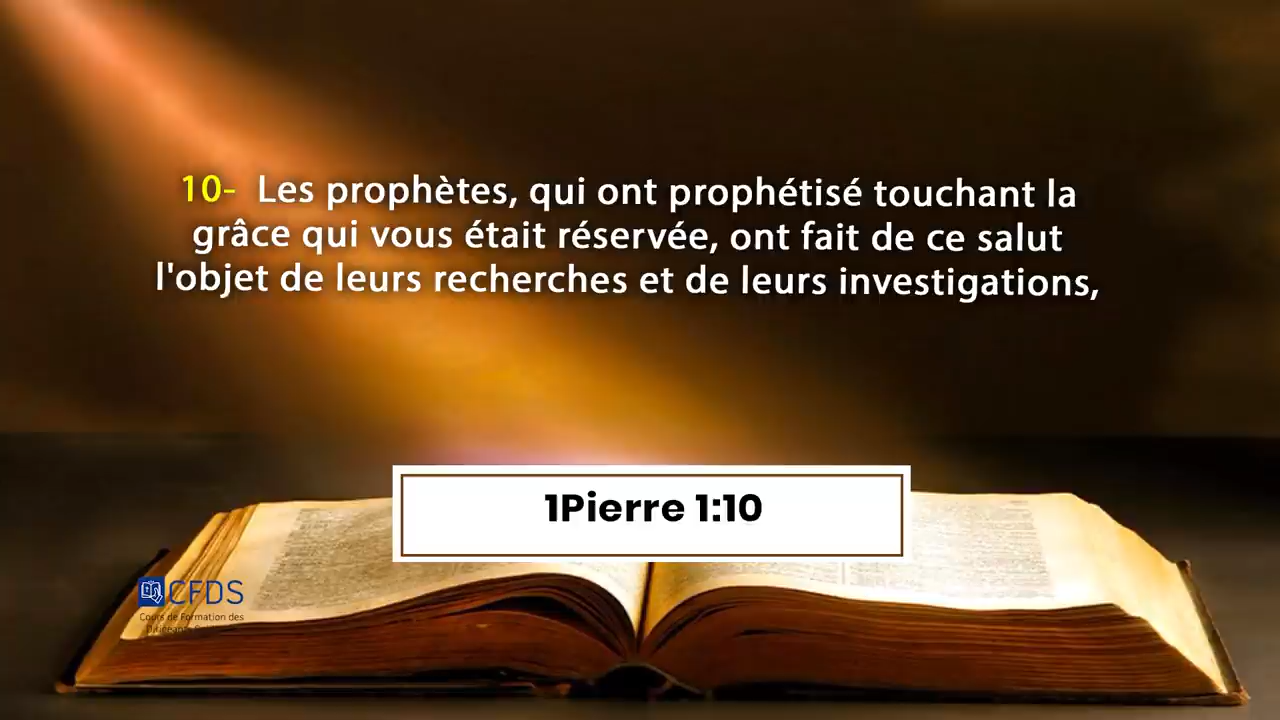 10- Les prophètes, qui ont prophétisé touchant la
grâce qui vous était réservée, ont fait de ce salut
l'objet de leurs recherches et de leurs investigations,
1Pierre 1:10
CFDS
Cours de Formation des